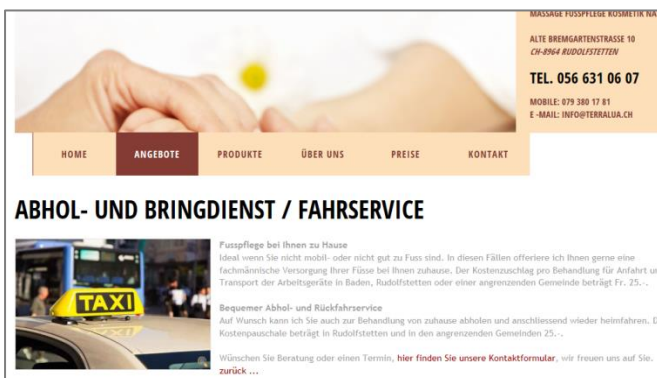 MASSAGE FUSSPFLEGE KOSMETIK
ALTE BREMGARTENSTRASSE 10
CH-8964 RUDOLFSTETTEN
TEL. 056 631 06 07
MOBILE: 079 380 17 81
E -MAIL: INFO@TERRALUA.CH
HOME ANGEBOTE PRODUKTE ÜBER UNS PREISE KONTAKT
ABHOL- UND BRINGDIENST / FAHRSERVICE
TAXI
Fusspflege bei Ihnen zu Hause
Ideal wenn Sie nicht mobil- oder nicht gut zu Fuss sind. In diesen Fällen offeriere ich Ihnen gerne eine
fachmännische Versorgung Ihrer Füsse bei Ihnen zuhause. Der Kostenzuschlag pro Behandlung für Anfahrt
Transport der Arbeitsgeräte in Baden, Rudolfstetten oder einer angrenzenden Gemeinde beträgt Fr. 25.-.
Bequemer Abhol- und Rückfahrservice
Auf Wunsch kann ich Sie auch zur Behandlung von zuhause abholen und anschliessend wieder heimfahren.
Kostenpauschale beträgt in Rudolfstetten und in den angrenzenden Gemeinden 25.-.
Wünschen Sie Beratung oder einen Termin, hier finden Sie unsere Kontaktformular, wir freuen uns auf Sie.
zurück ...